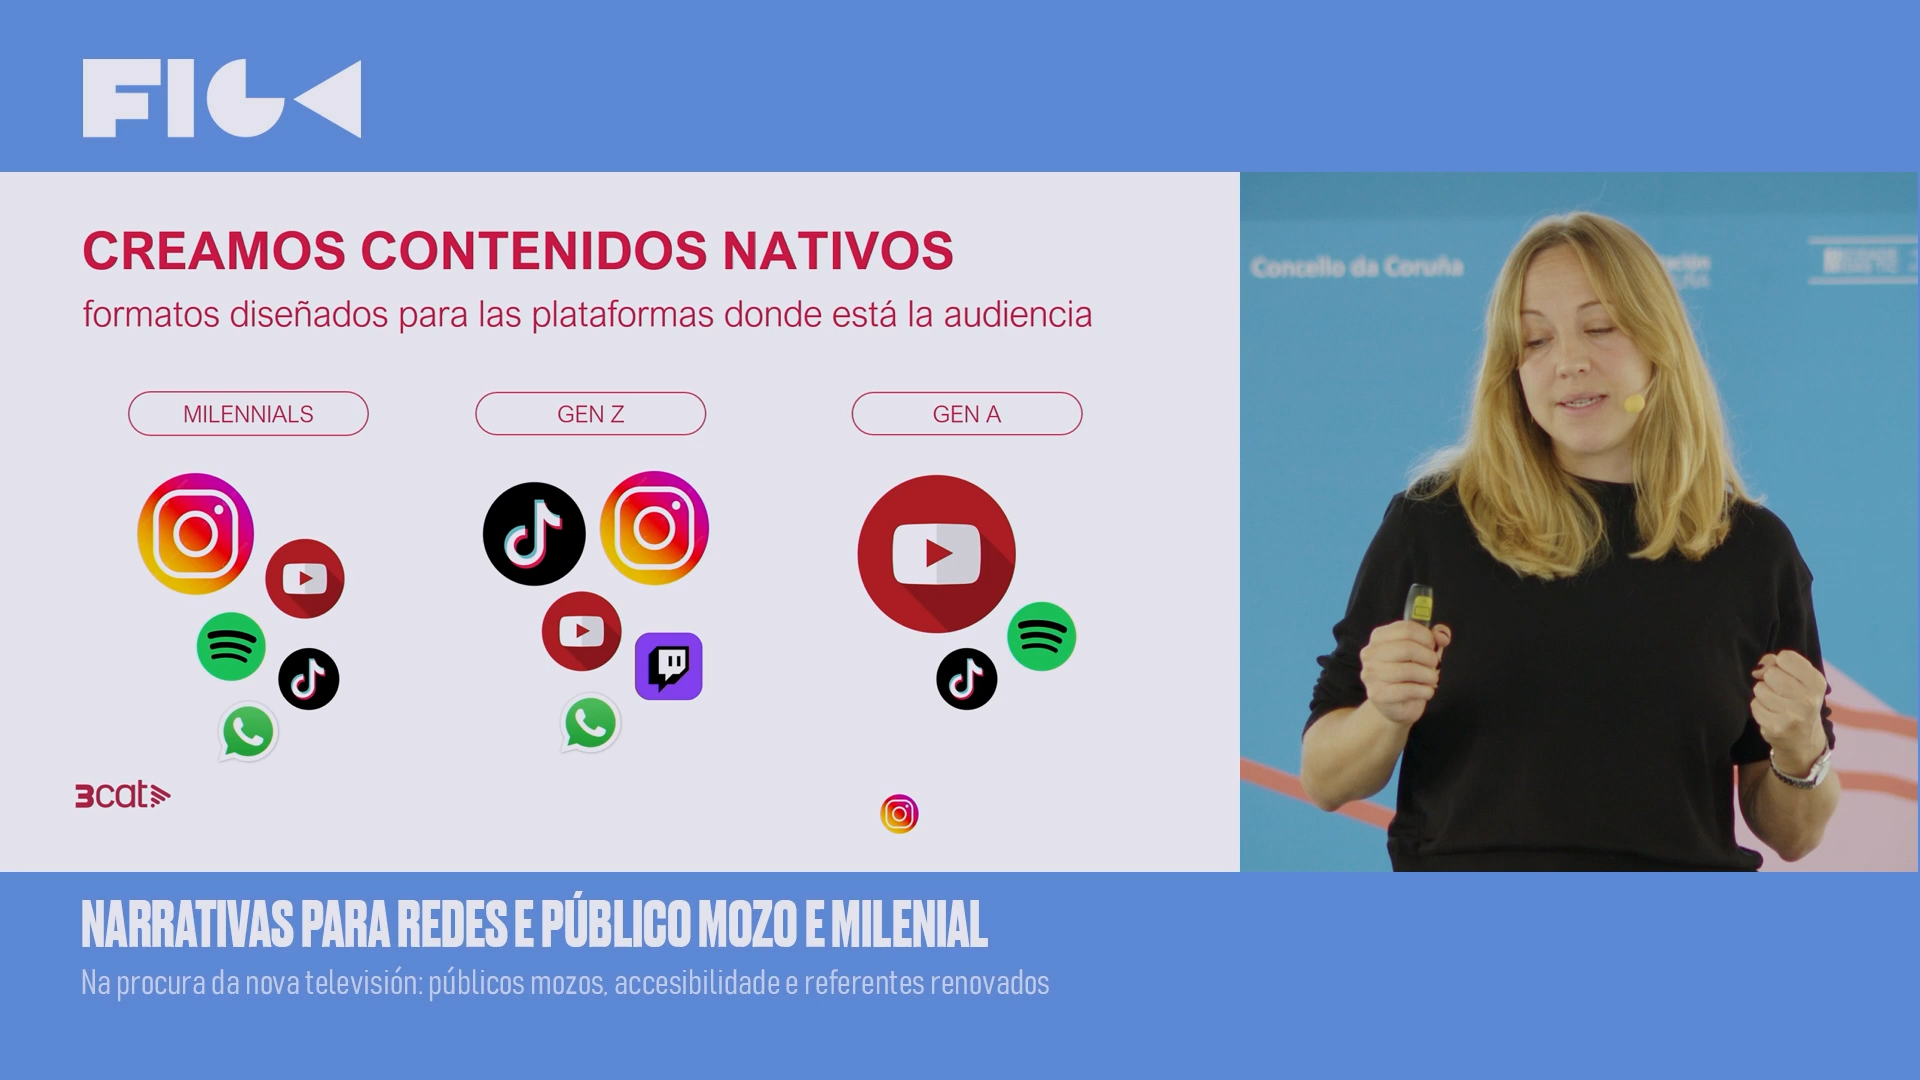 FIC
CREAMOS CONTENIDOS NATIVOS
formatos diseñados para las plataformas donde está la audiencia
MILENNIALS
GEN Z
GEN A
3cat
Concello da Coruña
NARRATIVAS PARA REDES E PÚBLICO MOZO E MILENIAL
Na procura da nova televisión: públicos mozos, accesibilidade e referentes renovados